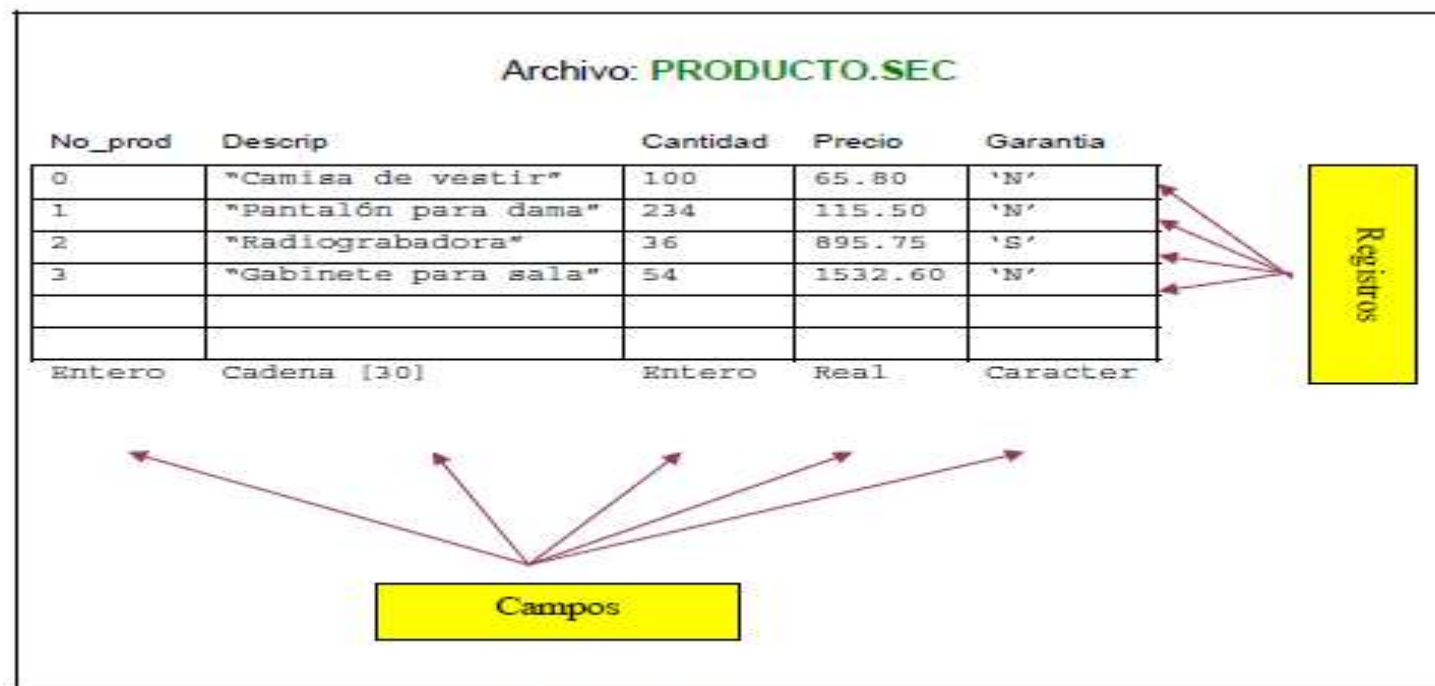 Archivo: PRODUCTO.SEC
No_prod Descrip Cantidad Precio Garantia
0 "Camisa de vestir" 100 65.80 'N'
1 "Pantalón para dama" 234 115.50 'N'
2 "Radiograbadora" 36 895.75 'S'
3 "Gabinete para sala" 54 1532.60 'N'
Entero Cadena [30] Entero Real Caracter
Registros
Campos